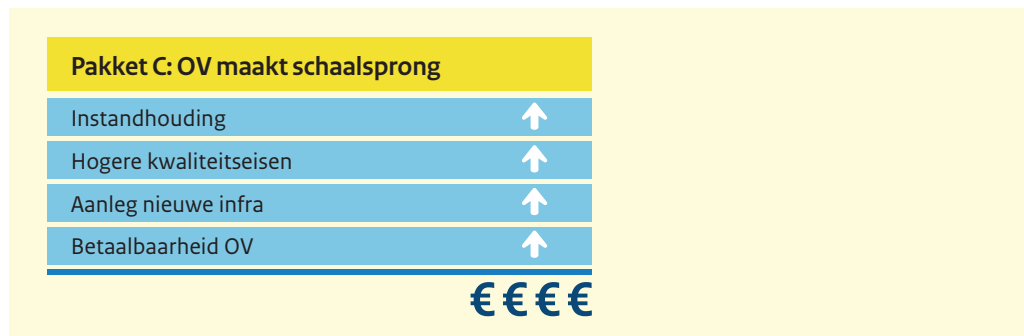 Pakket C: OV maakt schaalsprong
Instandhouding
Hogere kwaliteitseisen
Aanleg nieuwe infra
Betaalbaarheid OV
€ € € €